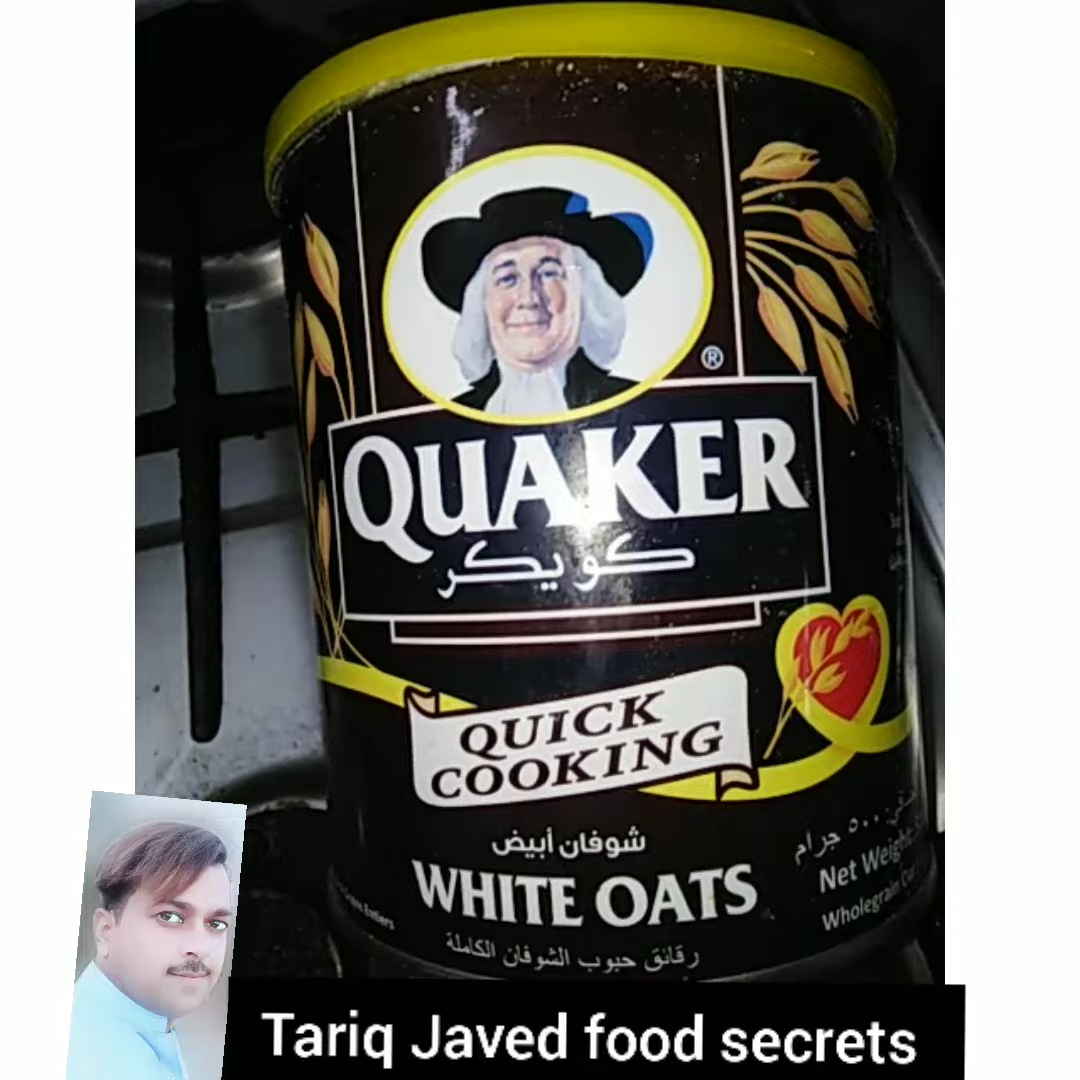 ®
QUAKER
كويكر
QUICK
COOKING
شوفان أبيض
WHITE OATS
رقائق حبوب الشوفان الكاملة
٥٠٠ جرام
Net Weight
Wholegrain
Tariq Javed food secrets